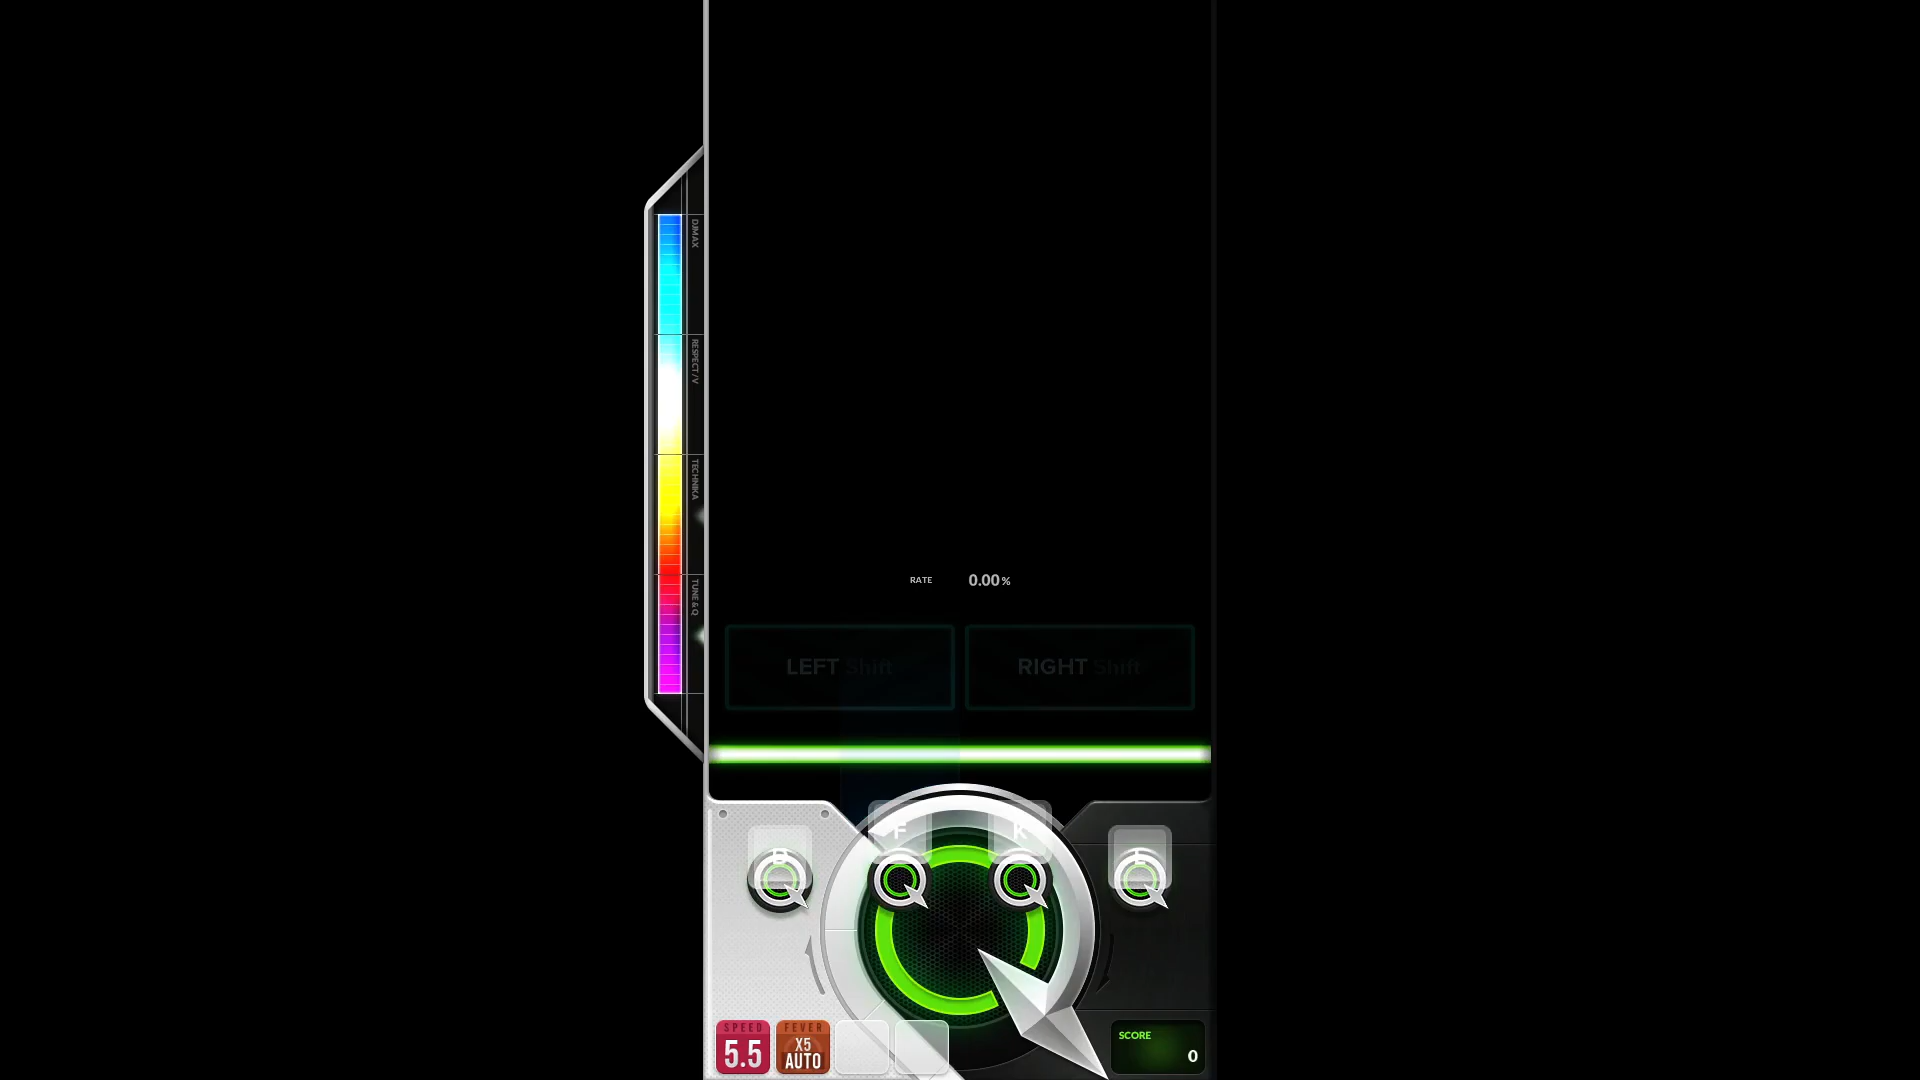 DJMAX
RESPECT/V
TECHNIKA
TUNE & Q
RATE 0.00%
LEFT Shift
RIGHT Shift
D
F
K
L
SPEED
5.5
FEVER
X5
AUTO
SCORE
0